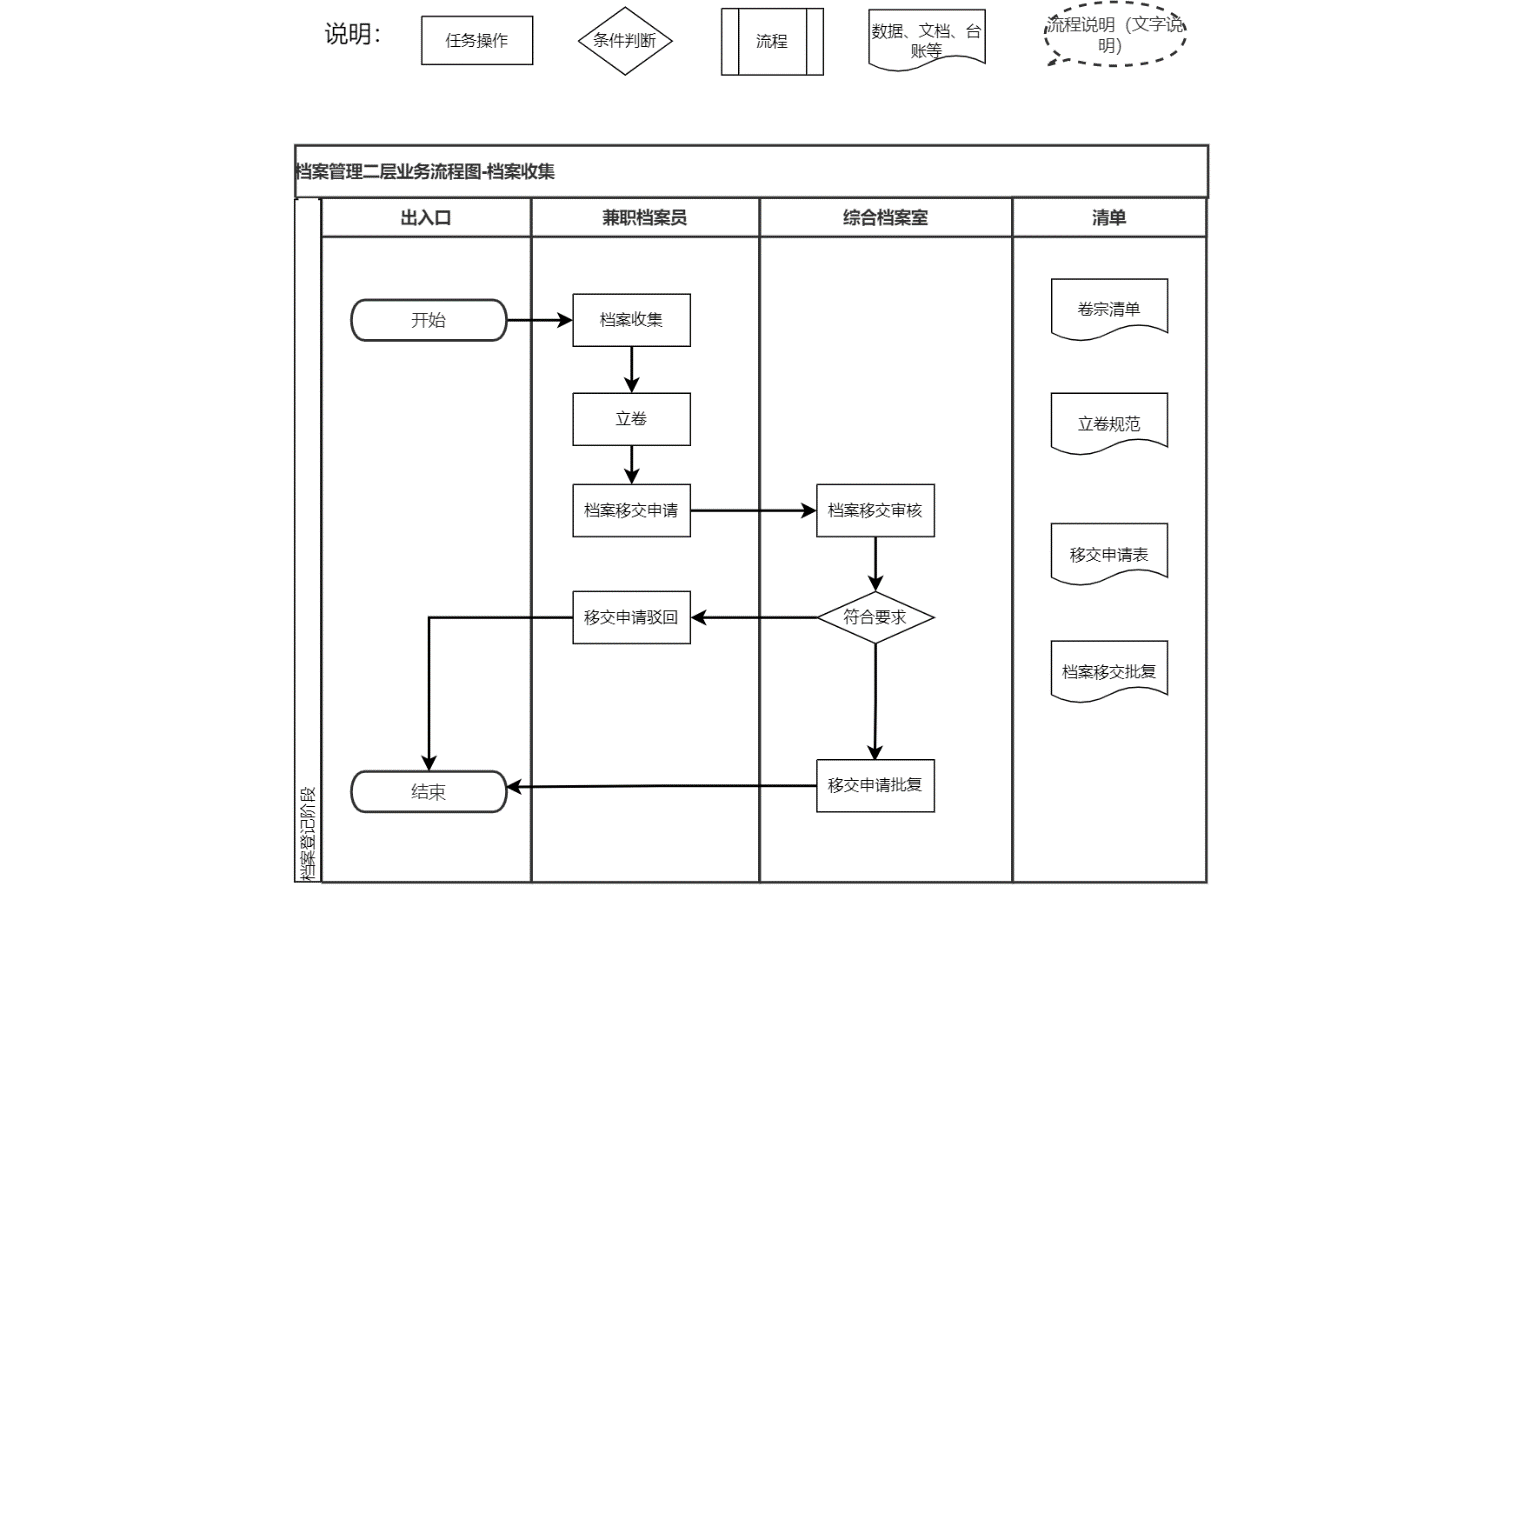 说明：
任务操作
条件判断
流程
数据、文档、台
账等
流程说明（文字说
明）
档案管理二层业务流程图-档案收集
出入口
兼职档案员
综合档案室
清单
开始
档案收集
卷宗清单
立卷
立卷规范
档案移交申请
档案移交审核
移交申请表
移交申请驳回
符合要求
档案移交批复
结束
移交申请批复
档案登记阶段